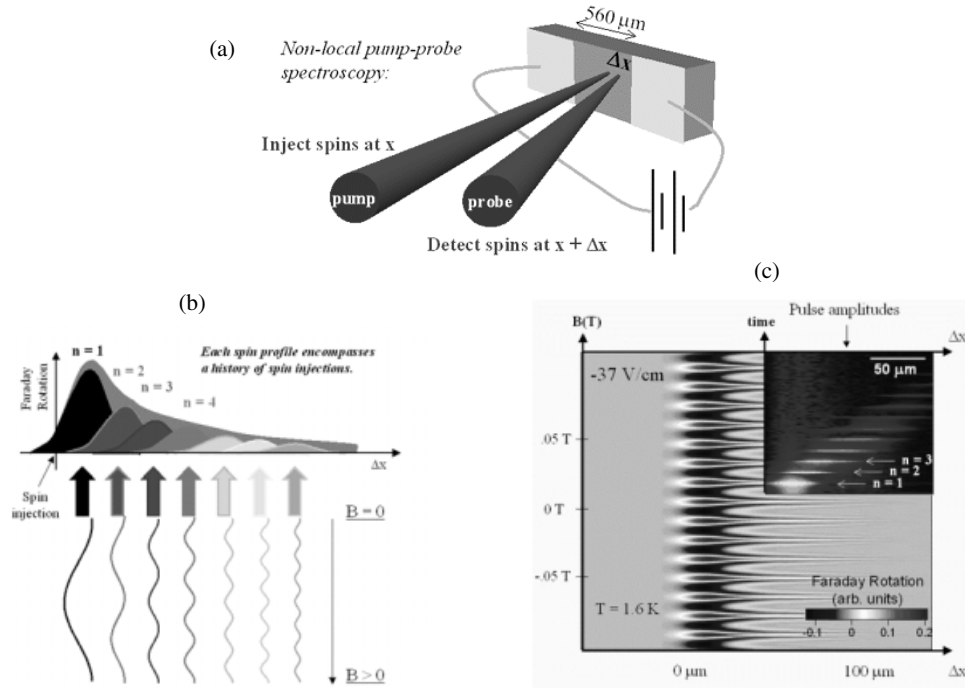 (a)
Non-local pump-probe
spectroscopy:
560 µm
Δx
Inject spins at x
pump
probe
Detect spins at x + Δx
(b)
n = 1
n = 2
n = 3
n = 4
Each spin profile encompasses
a history of spin injections.
Faraday
Rotation
Δx
Spin
injection
B=0
B>0
(c)
Pulse amplitudes
B(T)
time
Δx
-37 V/cm
50 µm
.05 T
n = 3
n = 2
n = 1
0 T
-.05 T
T = 1.6 K
Faraday Rotation
(arb. units)
-0.1 0 0.1 0.2
0 µm
100 µm
Δx